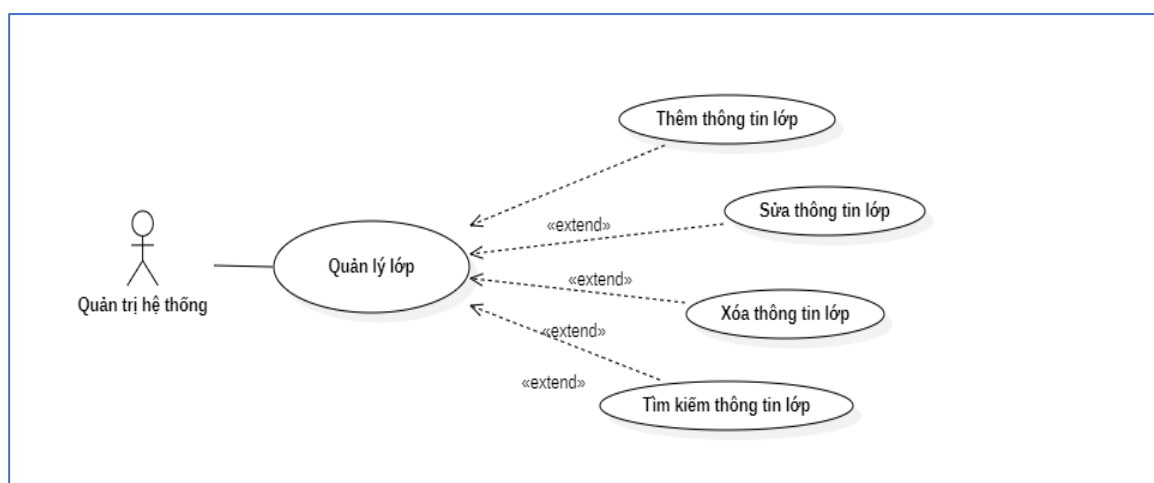 Thêm thông tin lớp
Sửa thông tin lớp
«extend»
Quản lý lớp
«extend»
Quản trị hệ thống
Xóa thông tin lớp
«extend»
«extend»
Tìm kiếm thông tin lớp